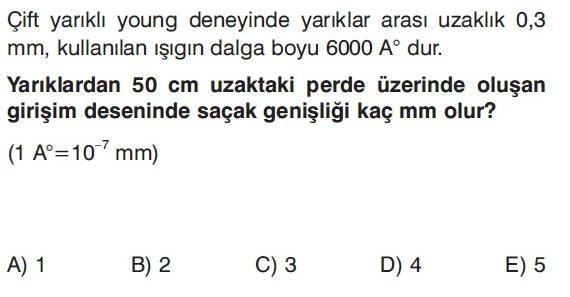 Çift yarıklı young deneyinde yarıklar arası uzaklık 0,3
mm, kullanılan ışıgın dalga boyu 6000 A° dur.
Yarıklardan 50 cm uzaktaki perde üzerinde oluşan
girişim deseninde saçak genişliği kaç mm olur?
(1 A°=10⁻⁷ mm)
A) 1 B) 2 C) 3 D) 4 E) 5